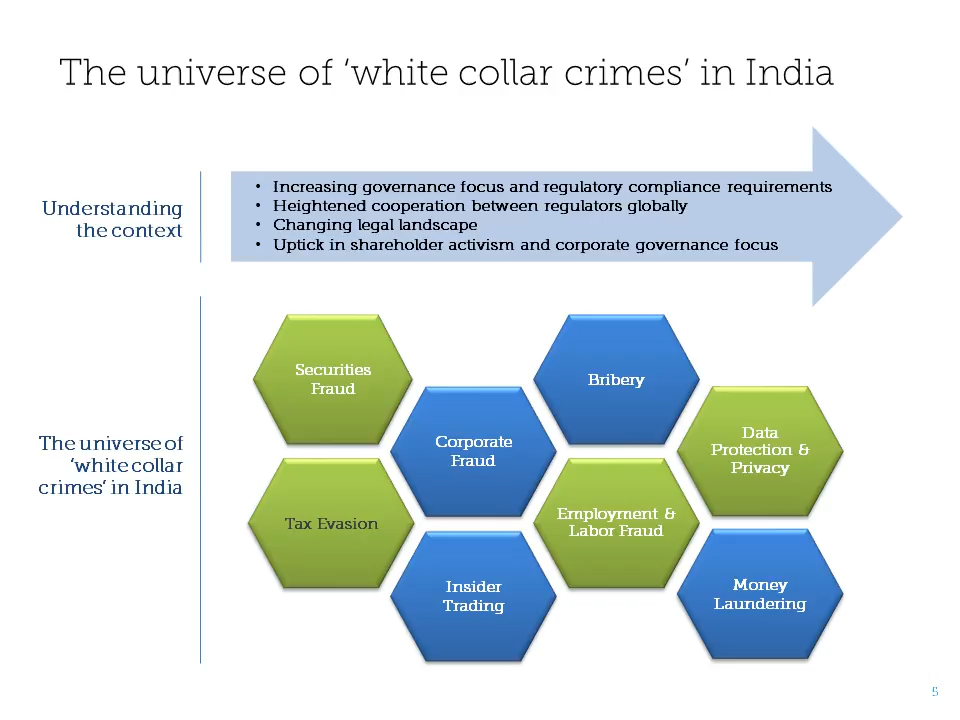 The universe of ‘white collar crimes’ in India
Understanding
the context
• Increasing governance focus and regulatory compliance requirements
• Heightened cooperation between regulators globally
• Changing legal landscape
• Uptick in shareholder activism and corporate governance focus
The universe of
‘white collar
crimes’ in India
Securities
Fraud
Bribery
Corporate
Fraud
Data
Protection &
Privacy
Tax Evasion
Employment &
Labor Fraud
Insider
Trading
Money
Laundering
5